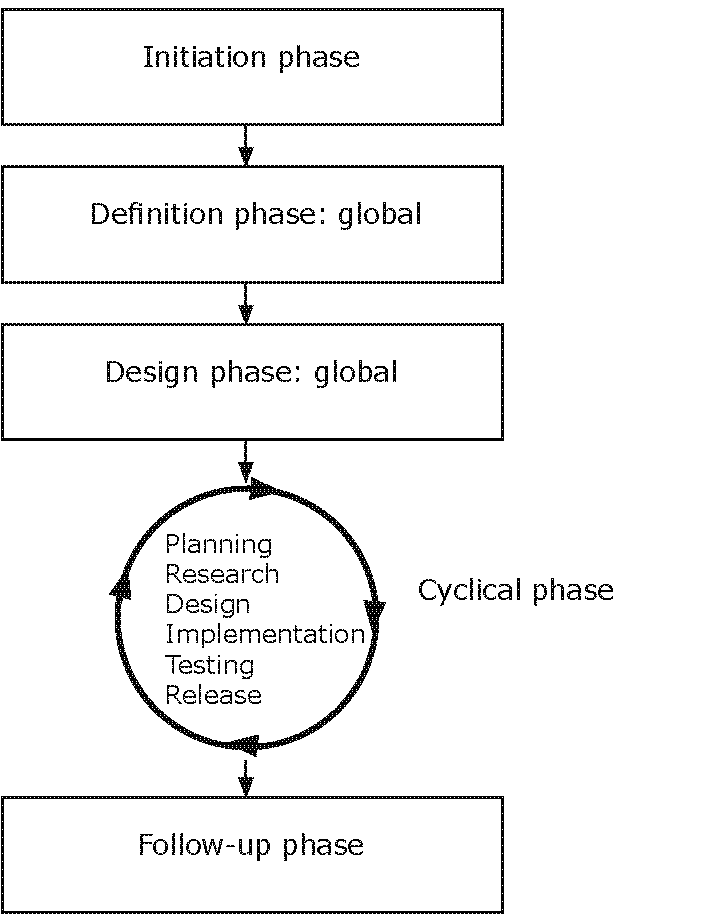 Initiation phase
Definition phase: global
Design phase: global
Planning
Research
Design
Implementation
Testing
Release
Cyclical phase
Follow-up phase